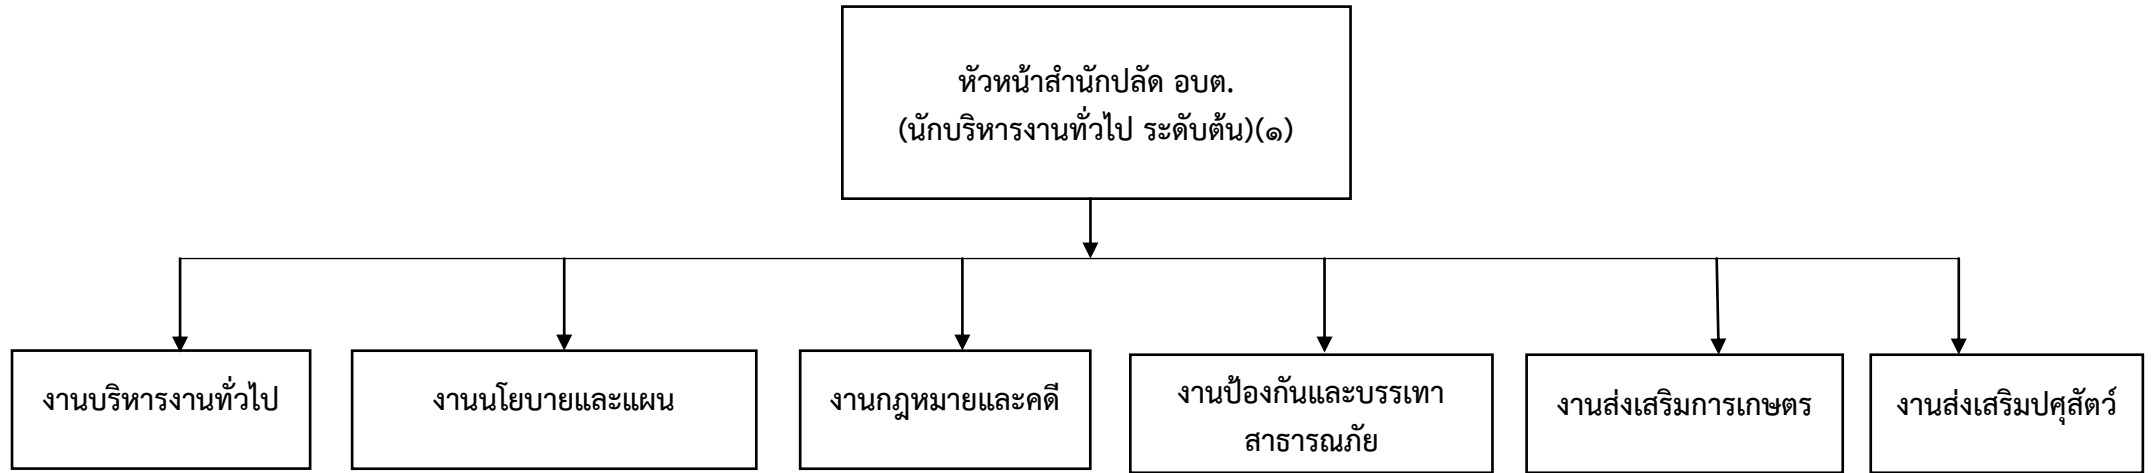 หัวหน้าสำนักปลัด อบต.
(นักบริหารงานทั่วไป ระดับต้น)(๑)
งานบริหารงานทั่วไป
งานนโยบายและแผน
งานกฎหมายและคดี
งานป้องกันและบรรเทา
สาธารณภัย
งานส่งเสริมการเกษตร
งานส่งเสริมปศุสัตว์